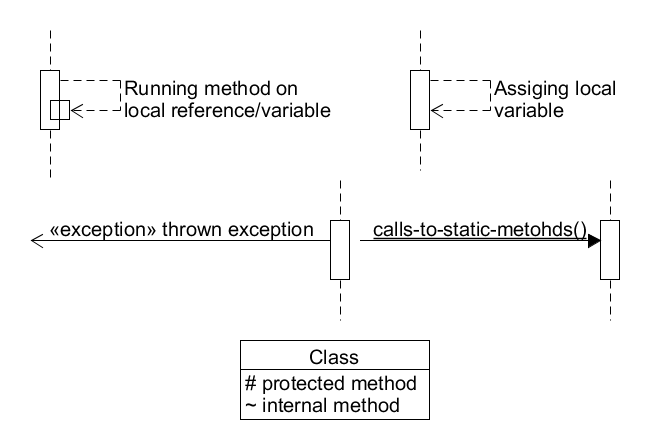 Running method on
local reference/variable
Assiging local
variable
«exception» thrown exception
calls-to-static-metohds()
Class
# protected method
~ internal method